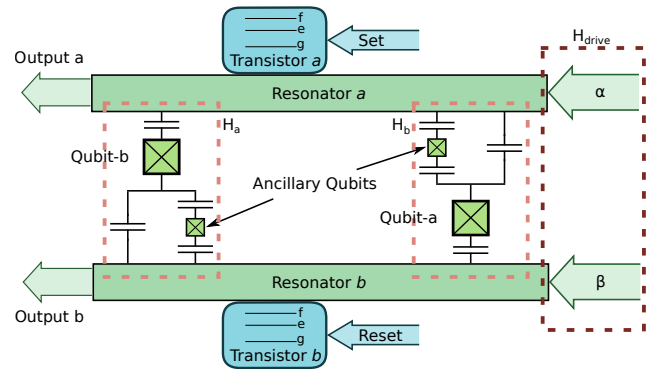 f
e
g
Transistor a
Set
H_drive
Output a
Resonator a
α
H_a
H_b
Qubit-b
Ancillary Qubits
Qubit-a
Resonator b
β
Output b
f
e
g
Transistor b
Reset